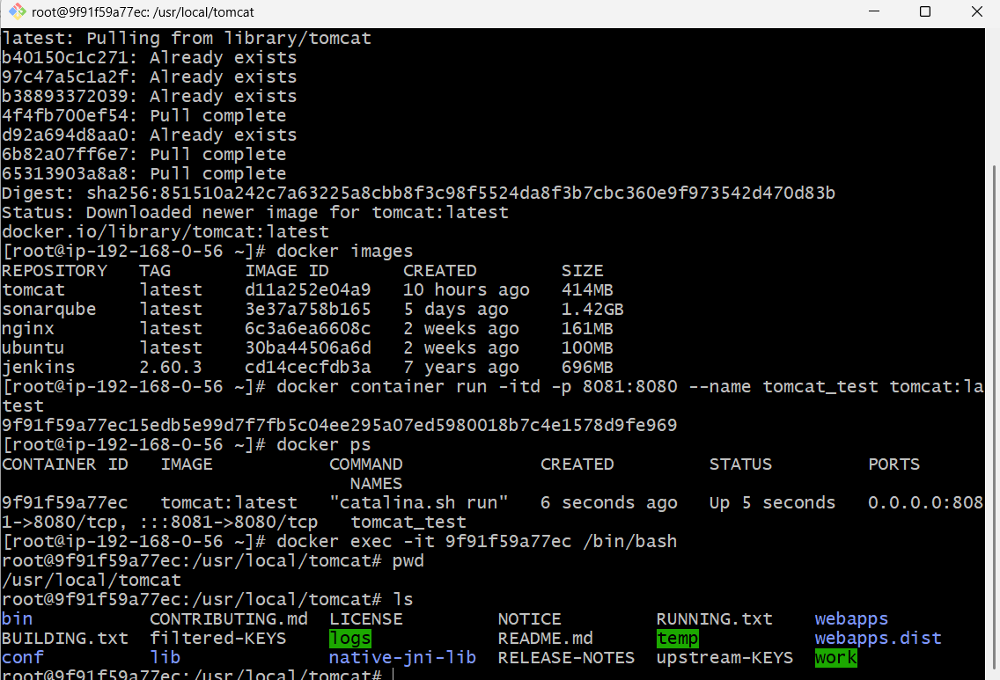 root@9f91f59a77ec: /usr/local/tomcat
latest: Pulling from library/tomcat
b40150c1c271: Already exists
97c47a5c1a2f: Already exists
b38893372039: Already exists
4f4fb700ef54: Pull complete
d92a694d8aa0: Already exists
6b82a07ff6e7: Pull complete
65313903a8a8: Pull complete
Digest: sha256:851510a242c7a63225a8cbb8f3c98f5524da8f3b7cbc360e9f973542d470d83b
Status: Downloaded newer image for tomcat:latest
docker.io/library/tomcat:latest
[root@ip-192-168-0-56 ~]# docker images
REPOSITORY   TAG       IMAGE ID       CREATED        SIZE
tomcat       latest    d11a252e04a9   10 hours ago   414MB
sonarqube    latest    3e37a758b165   5 days ago     1.42GB
nginx        latest    6c3a6ea6608c   2 weeks ago    161MB
ubuntu       latest    30ba44506a6d   2 weeks ago    100MB
jenkins      2.60.3    cd14cecfdb3a   7 years ago    696MB
[root@ip-192-168-0-56 ~]# docker container run -itd -p 8081:8080 --name tomcat_test tomcat:la
test
9f91f59a77ec15edb5e99d7f7fb5c04ee295a07ed5980018b7c4e1578d9fe969
[root@ip-192-168-0-56 ~]# docker ps
CONTAINER ID   IMAGE           COMMAND             CREATED         STATUS         PORTS
NAMES
9f91f59a77ec   tomcat:latest   "catalina.sh run"   6 seconds ago   Up 5 seconds   0.0.0.0:808
1->8080/tcp, :::8081->8080/tcp   tomcat_test
[root@ip-192-168-0-56 ~]# docker exec -it 9f91f59a77ec /bin/bash
root@9f91f59a77ec:/usr/local/tomcat# pwd
/usr/local/tomcat
root@9f91f59a77ec:/usr/local/tomcat# ls
bin           CONTRIBUTING.md  LICENSE         NOTICE         RUNNING.txt    webapps
BUILDING.txt  filtered-KEYS    logs            README.md      temp           webapps.dist
conf          lib              native-jni-lib  RELEASE-NOTES  upstream-KEYS  work
root@9f91f59a77ec:/usr/local/tomcat#